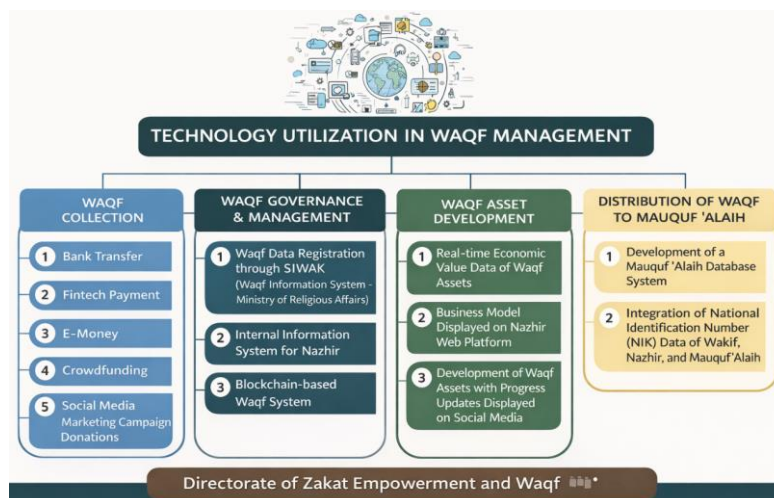 TECHNOLOGY UTILIZATION IN WAQF MANAGEMENT
WAQF
COLLECTION
1 Bank Transfer
2 Fintech Payment
3 E-Money
4 Crowdfunding
5 Social Media
Marketing Campaign
Donations
WAQF GOVERNANCE
& MANAGEMENT
1 Waqf Data Registration
through SIWAK
(Waqf Information System -
Ministry of Religious Affairs)
2 Internal Information
System for Nazhir
3 Blockchain-based
Waqf System
WAQF ASSET
DEVELOPMENT
1 Real-time Economic
Value Data of Waqf
Assets
2 Business Model
Displayed on Nazhir
Web Platform
3 Development of Waqf
Assets with Progress
Updates Displayed
on Social Media
DISTRIBUTION OF WAQF
TO MAUQUF 'ALAIH
1 Development of a
Mauquf 'Alaih Database
System
2 Integration of National
Identification Number
(NIK) Data of Wakif,
Nazhir, and Mauquf'Alaih
Directorate of Zakat Empowerment and Waqf